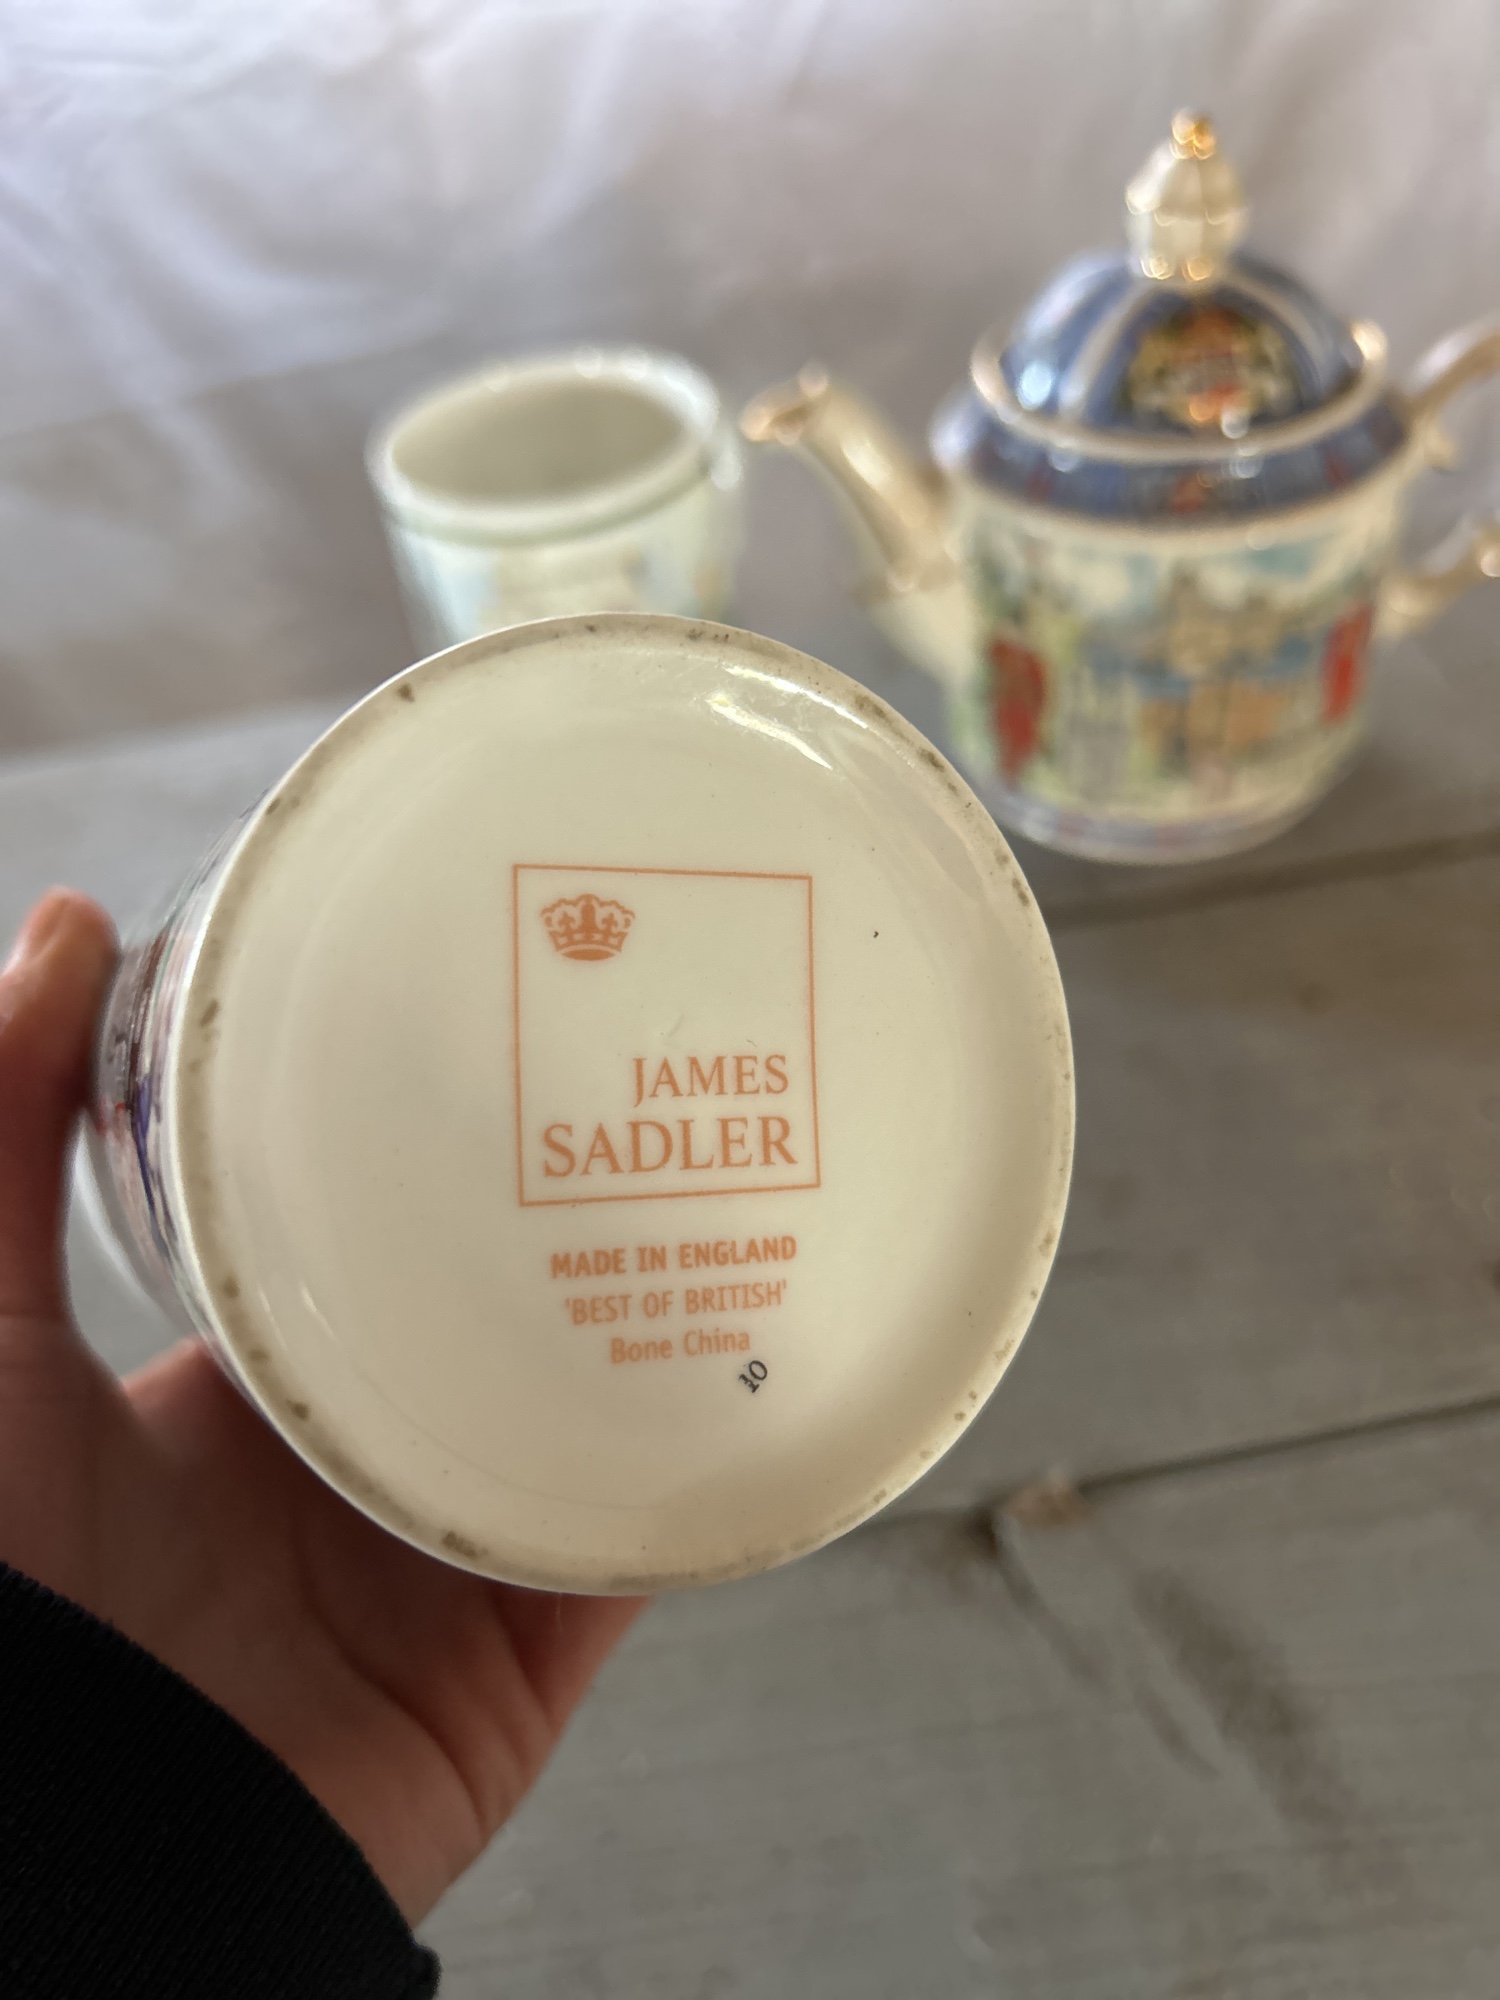 JAMES
SADLER
MADE IN ENGLAND
'BEST OF BRITISH'
Bone China
10